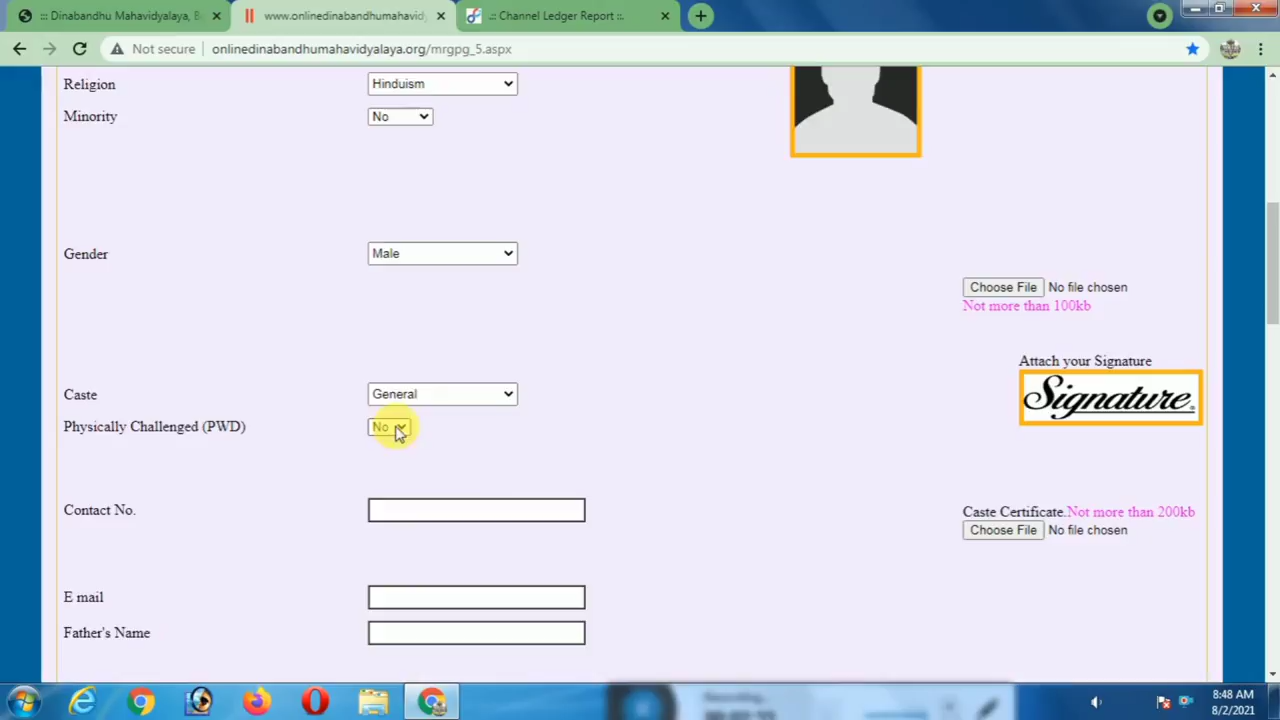 ::: Dinabandhu Mahavidyalaya, B
www.onlinedinabandhumahavid
.:: Channel Ledger Report ::.
Not secure
onlinedinabandhumahavidyalaya.org/mrgpg_5.aspx
Religion
Hinduism
Minority
No
Gender
Male
Choose File No file chosen
Not more than 100kb
Attach your Signature
Caste
General
Signature
Physically Challenged (PWD)
No
Contact No.
Caste Certificate.Not more than 200kb
Choose File No file chosen
E mail
Father's Name
Recording...
8:48 AM
8/2/2021